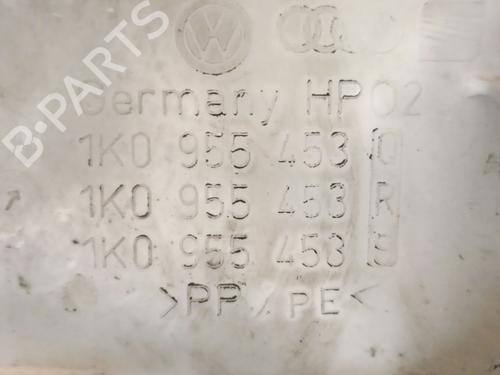 B-PARTS
Germany HP02
1K0 955 453 Q
1K0 955 453 R
1K0 955 453 S
>PP/PE<